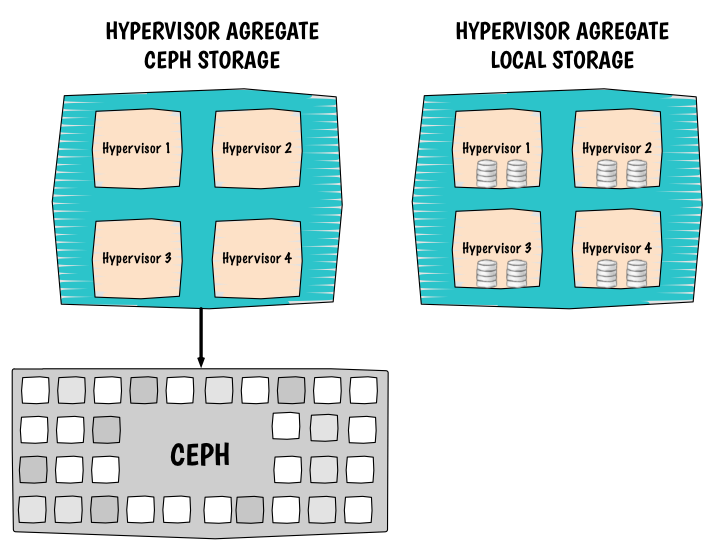 HYPERVISOR AGREGATE
CEPH STORAGE
Hypervisor 1
Hypervisor 2
Hypervisor 3
Hypervisor 4
CEPH
HYPERVISOR AGREGATE
LOCAL STORAGE
Hypervisor 1
Hypervisor 2
Hypervisor 3
Hypervisor 4